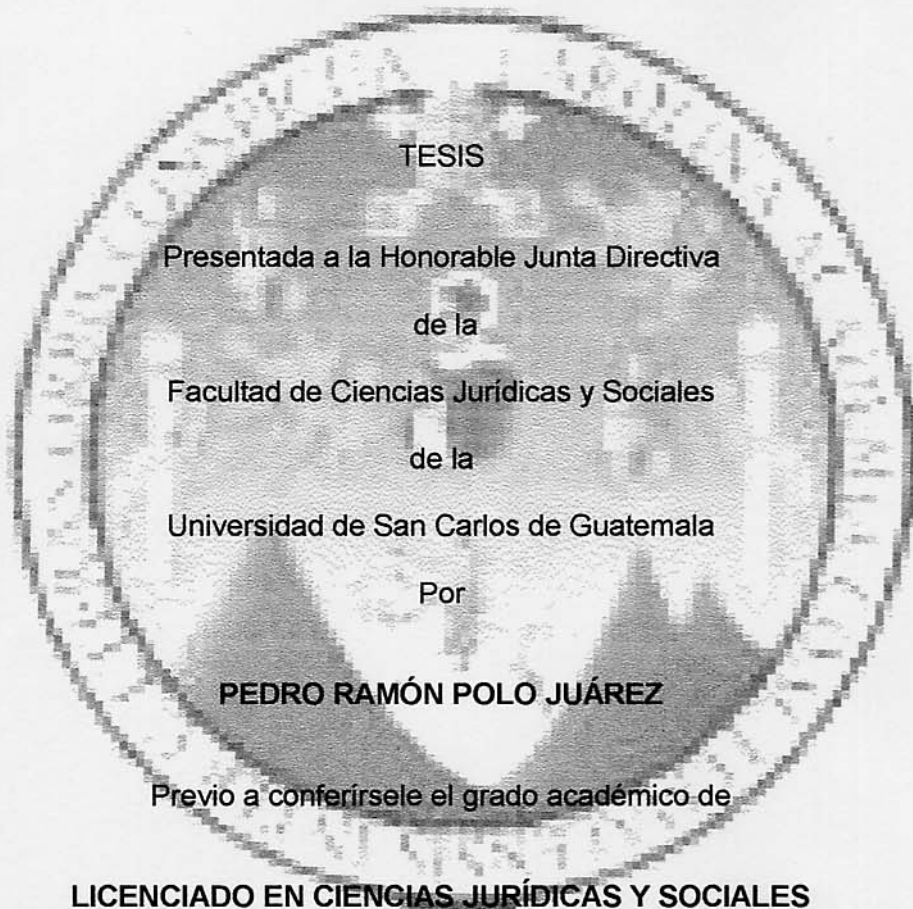 TESIS
Presentada a la Honorable Junta Directiva
de la
Facultad de Ciencias Jurídicas y Sociales
de la
Universidad de San Carlos de Guatemala
Por
PEDRO RAMÓN POLO JUÁREZ
Previo a conferírsele el grado académico de
LICENCIADO EN CIENCIAS JURÍDICAS Y SOCIALES